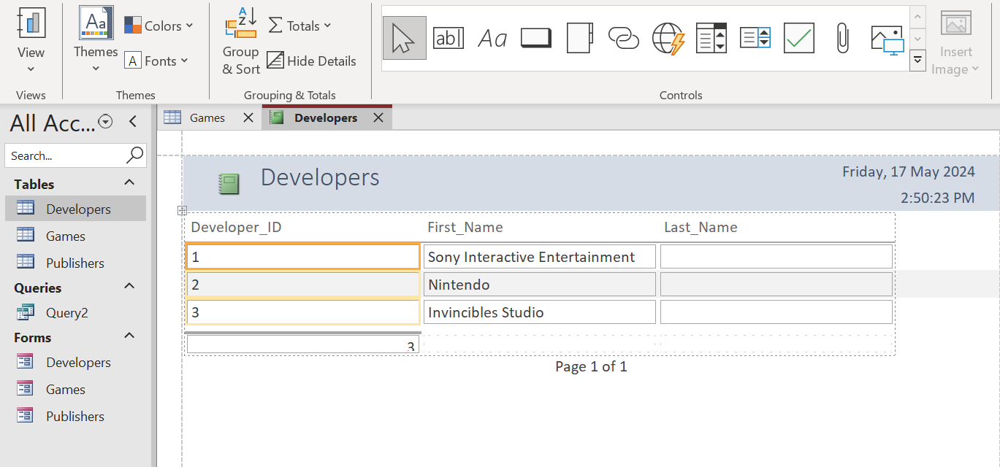 View
Views
Themes
Colors
Fonts
Themes
Group
& Sort
Totals
Hide Details
Grouping & Totals
ab|
Aa
Controls
Insert
Image
All Acc...
Search...
Tables
Developers
Games
Publishers
Queries
Query2
Forms
Developers
Games
Publishers
Games
Developers
Developers
Friday, 17 May 2024
2:50:23 PM
Developer_ID First_Name Last_Name
1 Sony Interactive Entertainment
2 Nintendo
3 Invincibles Studio
3
Page 1 of 1